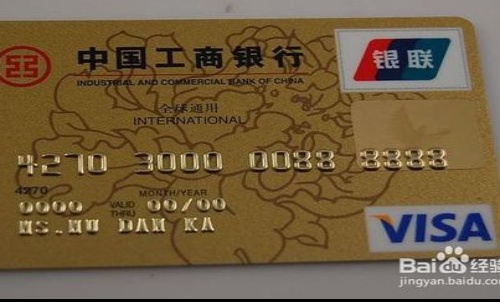 中国工商银行
INDUSTRIAL AND COMMERCIAL BANK OF CHINA
银联
全球通用
INTERNATIONAL
4270 3000 0088 8888
4270
MONTH/YEAR
0000 VALID THRU 00/00
MS.MU DAN KA
VISA
Baidu经验
jingyan.baidu.com